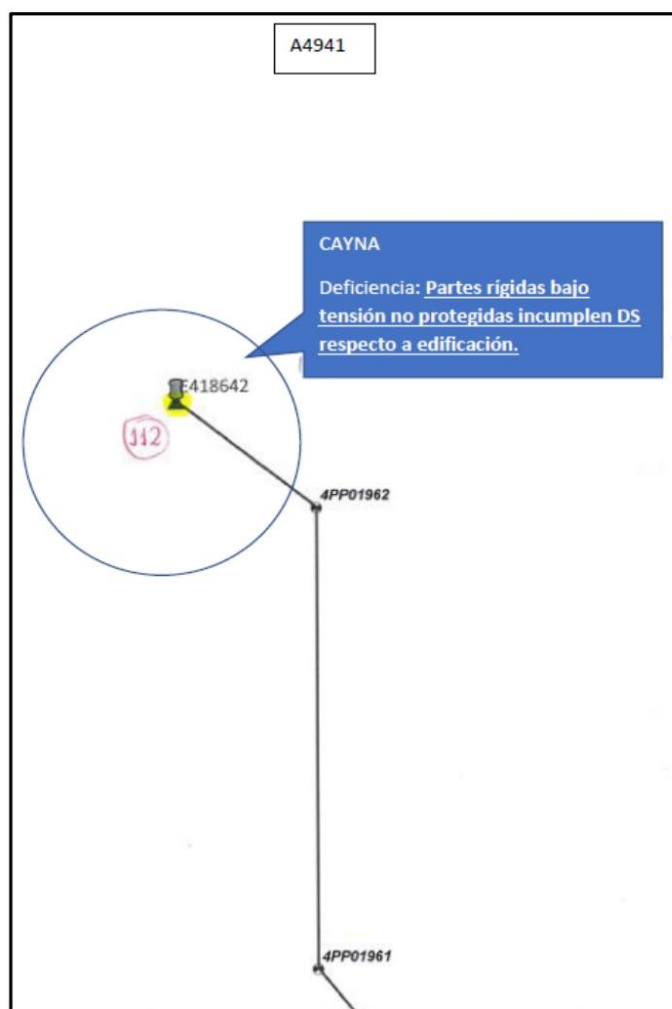 A4941
CAYNA
Deficiencia: Partes rígidas bajo
tensión no protegidas incumplen DS
respecto a edificación.
E418642
112
4PP01962
4PP01961